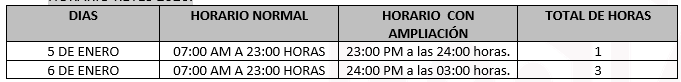 DIAS HORARIO NORMAL HORARIO CON AMPLIACIÓN TOTAL DE HORAS
5 DE ENERO 07:00 AM A 23:00 HORAS 23:00 PM a las 24:00 horas. 1
6 DE ENERO 07:00 AM A 23:00 HORAS 24:00 PM a las 03:00 horas. 3